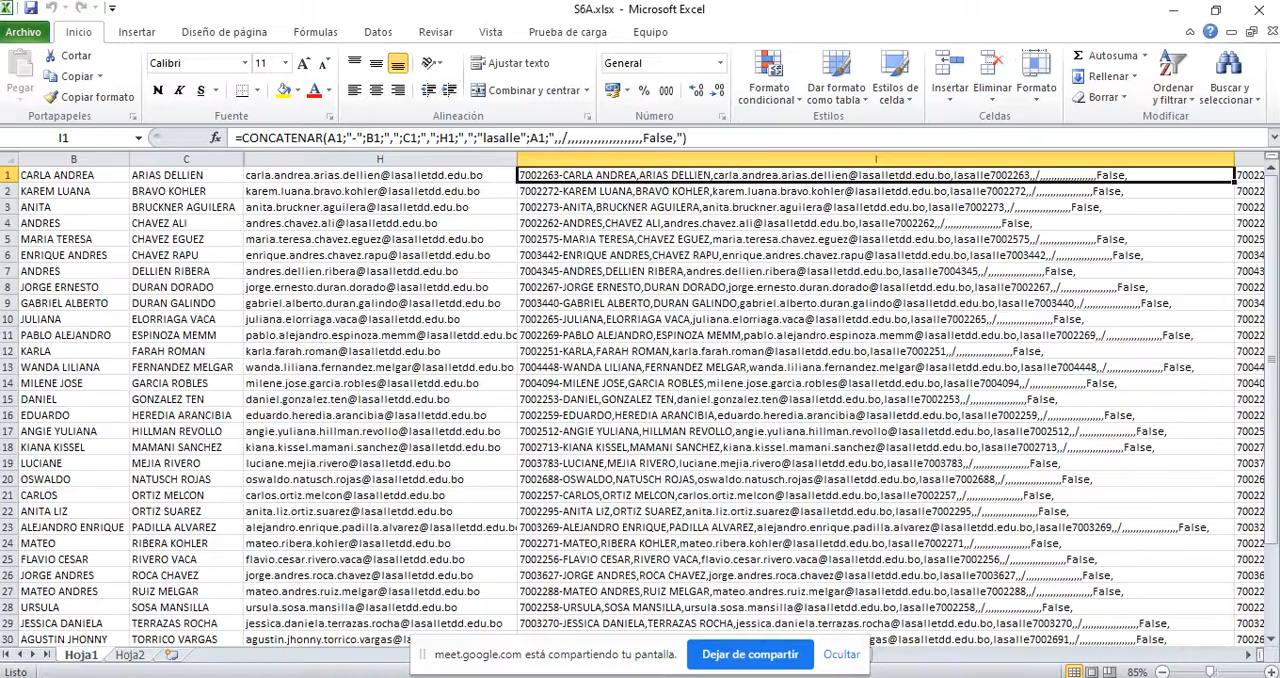 S6A.xlsx - Microsoft Excel
Archivo Inicio Insertar Diseño de página Fórmulas Datos Revisar Vista Prueba de carga Equipo
Cortar
Copiar
Copiar formato
Pegar
Portapapeles
Calibri 11
N K S
Fuente
Ajustar texto
Combinar y centrar
Alineación
General
% 000
Número
Formato condicional
Dar formato como tabla
Estilos de celda
Estilos
Insertar Eliminar Formato
Celdas
Autosuma
Rellenar
Borrar
Ordenar y filtrar
Buscar y seleccionar
Modificar
I1 fx =CONCATENAR(A1;"-";B1;",";C1;",";H1;",";"lasalle";A1;",,/,,,,,,,,,,,,,,,,,,,,False,")
B C H I
1 CARLA ANDREA ARIAS DELLIEN carla.andrea.arias.dellien@lasalletdd.edu.bo 7002263-CARLA ANDREA,ARIAS DELLIEN,carla.andrea.arias.dellien@lasalletdd.edu.bo,lasalle7002263,,/,,,,,,,,,,,,,,,,,,,,False, 70022
2 KAREM LUANA BRAVO KOHLER karem.luana.bravo.kohler@lasalletdd.edu.bo 7002272-KAREM LUANA,BRAVO KOHLER,karem.luana.bravo.kohler@lasalletdd.edu.bo,lasalle7002272,,/,,,,,,,,,,,,,,,,,,,,False, 70022
3 ANITA BRUCKNER AGUILERA anita.bruckner.aguilera@lasalletdd.edu.bo 7002273-ANITA,BRUCKNER AGUILERA,anita.bruckner.aguilera@lasalletdd.edu.bo,lasalle7002273,,/,,,,,,,,,,,,,,,,,,,,False, 70022
4 ANDRES CHAVEZ ALI andres.chavez.ali@lasalletdd.edu.bo 7002262-ANDRES,CHAVEZ ALI,andres.chavez.ali@lasalletdd.edu.bo,lasalle7002262,,/,,,,,,,,,,,,,,,,,,,,False, 70022
5 MARIA TERESA CHAVEZ EGUEZ maria.teresa.chavez.eguez@lasalletdd.edu.bo 7002575-MARIA TERESA,CHAVEZ EGUEZ,maria.teresa.chavez.eguez@lasalletdd.edu.bo,lasalle7002575,,/,,,,,,,,,,,,,,,,,,,,False, 70025
6 ENRIQUE ANDRES CHAVEZ RAPU enrique.andres.chavez.rapu@lasalletdd.edu.bo 7003442-ENRIQUE ANDRES,CHAVEZ RAPU,enrique.andres.chavez.rapu@lasalletdd.edu.bo,lasalle7003442,,/,,,,,,,,,,,,,,,,,,,,False, 70034
7 ANDRES DELLIEN RIBERA andres.dellien.ribera@lasalletdd.edu.bo 7004345-ANDRES,DELLIEN RIBERA,andres.dellien.ribera@lasalletdd.edu.bo,lasalle7004345,,/,,,,,,,,,,,,,,,,,,,,False, 70043
8 JORGE ERNESTO DURAN DORADO jorge.ernesto.duran.dorado@lasalletdd.edu.bo 7002267-JORGE ERNESTO,DURAN DORADO,jorge.ernesto.duran.dorado@lasalletdd.edu.bo,lasalle7002267,,/,,,,,,,,,,,,,,,,,,,,False, 70022
9 GABRIEL ALBERTO DURAN GALINDO gabriel.alberto.duran.galindo@lasalletdd.edu.bo 7003440-GABRIEL ALBERTO,DURAN GALINDO,gabriel.alberto.duran.galindo@lasalletdd.edu.bo,lasalle7003440,,/,,,,,,,,,,,,,,,,,,,,False, 70034
10 JULIANA ELORRIAGA VACA juliana.elorriaga.vaca@lasalletdd.edu.bo 7002265-JULIANA,ELORRIAGA VACA,juliana.elorriaga.vaca@lasalletdd.edu.bo,lasalle7002265,,/,,,,,,,,,,,,,,,,,,,,False, 70022
11 PABLO ALEJANDRO ESPINOZA MEMM pablo.alejandro.espinoza.memm@lasalletdd.edu.bo 7002269-PABLO ALEJANDRO,ESPINOZA MEMM,pablo.alejandro.espinoza.memm@lasalletdd.edu.bo,lasalle7002269,,/,,,,,,,,,,,,,,,,,,,,False, 70022
12 KARLA FARAH ROMAN karla.farah.roman@lasalletdd.edu.bo 7002251-KARLA,FARAH ROMAN,karla.farah.roman@lasalletdd.edu.bo,lasalle7002251,,/,,,,,,,,,,,,,,,,,,,,False, 70022
13 WANDA LILIANA FERNANDEZ MELGAR wanda.liliana.fernandez.melgar@lasalletdd.edu.bo 7004448-WANDA LILIANA,FERNANDEZ MELGAR,wanda.liliana.fernandez.melgar@lasalletdd.edu.bo,lasalle7004448,,/,,,,,,,,,,,,,,,,,,,,False, 70044
14 MILENE JOSE GARCIA ROBLES milene.jose.garcia.robles@lasalletdd.edu.bo 7004094-MILENE JOSE,GARCIA ROBLES,milene.jose.garcia.robles@lasalletdd.edu.bo,lasalle7004094,,/,,,,,,,,,,,,,,,,,,,,False, 70040
15 DANIEL GONZALEZ TEN daniel.gonzalez.ten@lasalletdd.edu.bo 7002253-DANIEL,GONZALEZ TEN,daniel.gonzalez.ten@lasalletdd.edu.bo,lasalle7002253,,/,,,,,,,,,,,,,,,,,,,,False, 70022
16 EDUARDO HEREDIA ARANCIBIA eduardo.heredia.arancibia@lasalletdd.edu.bo 7002259-EDUARDO,HEREDIA ARANCIBIA,eduardo.heredia.arancibia@lasalletdd.edu.bo,lasalle7002259,,/,,,,,,,,,,,,,,,,,,,,False, 70022
17 ANGIE YULIANA HILLMAN REVOLLO angie.yuliana.hillman.revollo@lasalletdd.edu.bo 7002512-ANGIE YULIANA,HILLMAN REVOLLO,angie.yuliana.hillman.revollo@lasalletdd.edu.bo,lasalle7002512,,/,,,,,,,,,,,,,,,,,,,,False, 70025
18 KIANA KISSEL MAMANI SANCHEZ kiana.kissel.mamani.sanchez@lasalletdd.edu.bo 7002713-KIANA KISSEL,MAMANI SANCHEZ,kiana.kissel.mamani.sanchez@lasalletdd.edu.bo,lasalle7002713,,/,,,,,,,,,,,,,,,,,,,,False, 70027
19 LUCIANE MEJIA RIVERO luciane.mejia.rivero@lasalletdd.edu.bo 7003783-LUCIANE,MEJIA RIVERO,luciane.mejia.rivero@lasalletdd.edu.bo,lasalle7003783,,/,,,,,,,,,,,,,,,,,,,,False, 70037
20 OSWALDO NATUSCH ROJAS oswaldo.natusch.rojas@lasalletdd.edu.bo 7002688-OSWALDO,NATUSCH ROJAS,oswaldo.natusch.rojas@lasalletdd.edu.bo,lasalle7002688,,/,,,,,,,,,,,,,,,,,,,,False, 70026
21 CARLOS ORTIZ MELCON carlos.ortiz.melcon@lasalletdd.edu.bo 7002257-CARLOS,ORTIZ MELCON,carlos.ortiz.melcon@lasalletdd.edu.bo,lasalle7002257,,/,,,,,,,,,,,,,,,,,,,,False, 70022
22 ANITA LIZ ORTIZ SUAREZ anita.liz.ortiz.suarez@lasalletdd.edu.bo 7002295-ANITA LIZ,ORTIZ SUAREZ,anita.liz.ortiz.suarez@lasalletdd.edu.bo,lasalle7002295,,/,,,,,,,,,,,,,,,,,,,,False, 70022
23 ALEJANDRO ENRIQUE PADILLA ALVAREZ alejandro.enrique.padilla.alvarez@lasalletdd.edu.bo 7003269-ALEJANDRO ENRIQUE,PADILLA ALVAREZ,alejandro.enrique.padilla.alvarez@lasalletdd.edu.bo,lasalle7003269,,/,,,,,,,,,,,,,,,,,,,,False, 70032
24 MATEO RIBERA KOHLER mateo.ribera.kohler@lasalletdd.edu.bo 7002271-MATEO,RIBERA KOHLER,mateo.ribera.kohler@lasalletdd.edu.bo,lasalle7002271,,/,,,,,,,,,,,,,,,,,,,,False, 70022
25 FLAVIO CESAR RIVERO VACA flavio.cesar.rivero.vaca@lasalletdd.edu.bo 7002256-FLAVIO CESAR,RIVERO VACA,flavio.cesar.rivero.vaca@lasalletdd.edu.bo,lasalle7002256,,/,,,,,,,,,,,,,,,,,,,,False, 70022
26 JORGE ANDRES ROCA CHAVEZ jorge.andres.roca.chavez@lasalletdd.edu.bo 7003627-JORGE ANDRES,ROCA CHAVEZ,jorge.andres.roca.chavez@lasalletdd.edu.bo,lasalle7003627,,/,,,,,,,,,,,,,,,,,,,,False, 70036
27 MATEO ANDRES RUIZ MELGAR mateo.andres.ruiz.melgar@lasalletdd.edu.bo 7002288-MATEO ANDRES,RUIZ MELGAR,mateo.andres.ruiz.melgar@lasalletdd.edu.bo,lasalle7002288,,/,,,,,,,,,,,,,,,,,,,,False, 70022
28 URSULA SOSA MANSILLA ursula.sosa.mansilla@lasalletdd.edu.bo 7002258-URSULA,SOSA MANSILLA,ursula.sosa.mansilla@lasalletdd.edu.bo,lasalle7002258,,/,,,,,,,,,,,,,,,,,,,,False, 70022
29 JESSICA DANIELA TERRAZAS ROCHA jessica.daniela.terrazas.rocha@lasalletdd.edu.bo 7003270-JESSICA DANIELA,TERRAZAS ROCHA,jessica.daniela.terrazas.rocha@lasalletdd.edu.bo,lasalle7003270,,/,,,,,,,,,,,,,,,,,,,,False, 70032
30 AGUSTIN JHONNY TORRICO VARGAS agustin.jhonny.torrico.vargas@l @lasalletdd.edu.bo,lasalle7002691,,/,,,,,,,,,,,,,,,,,,,,False, 70026
Hoja1 Hoja2
meet.google.com está compartiendo tu pantalla. Dejar de compartir Ocultar
Listo 85%